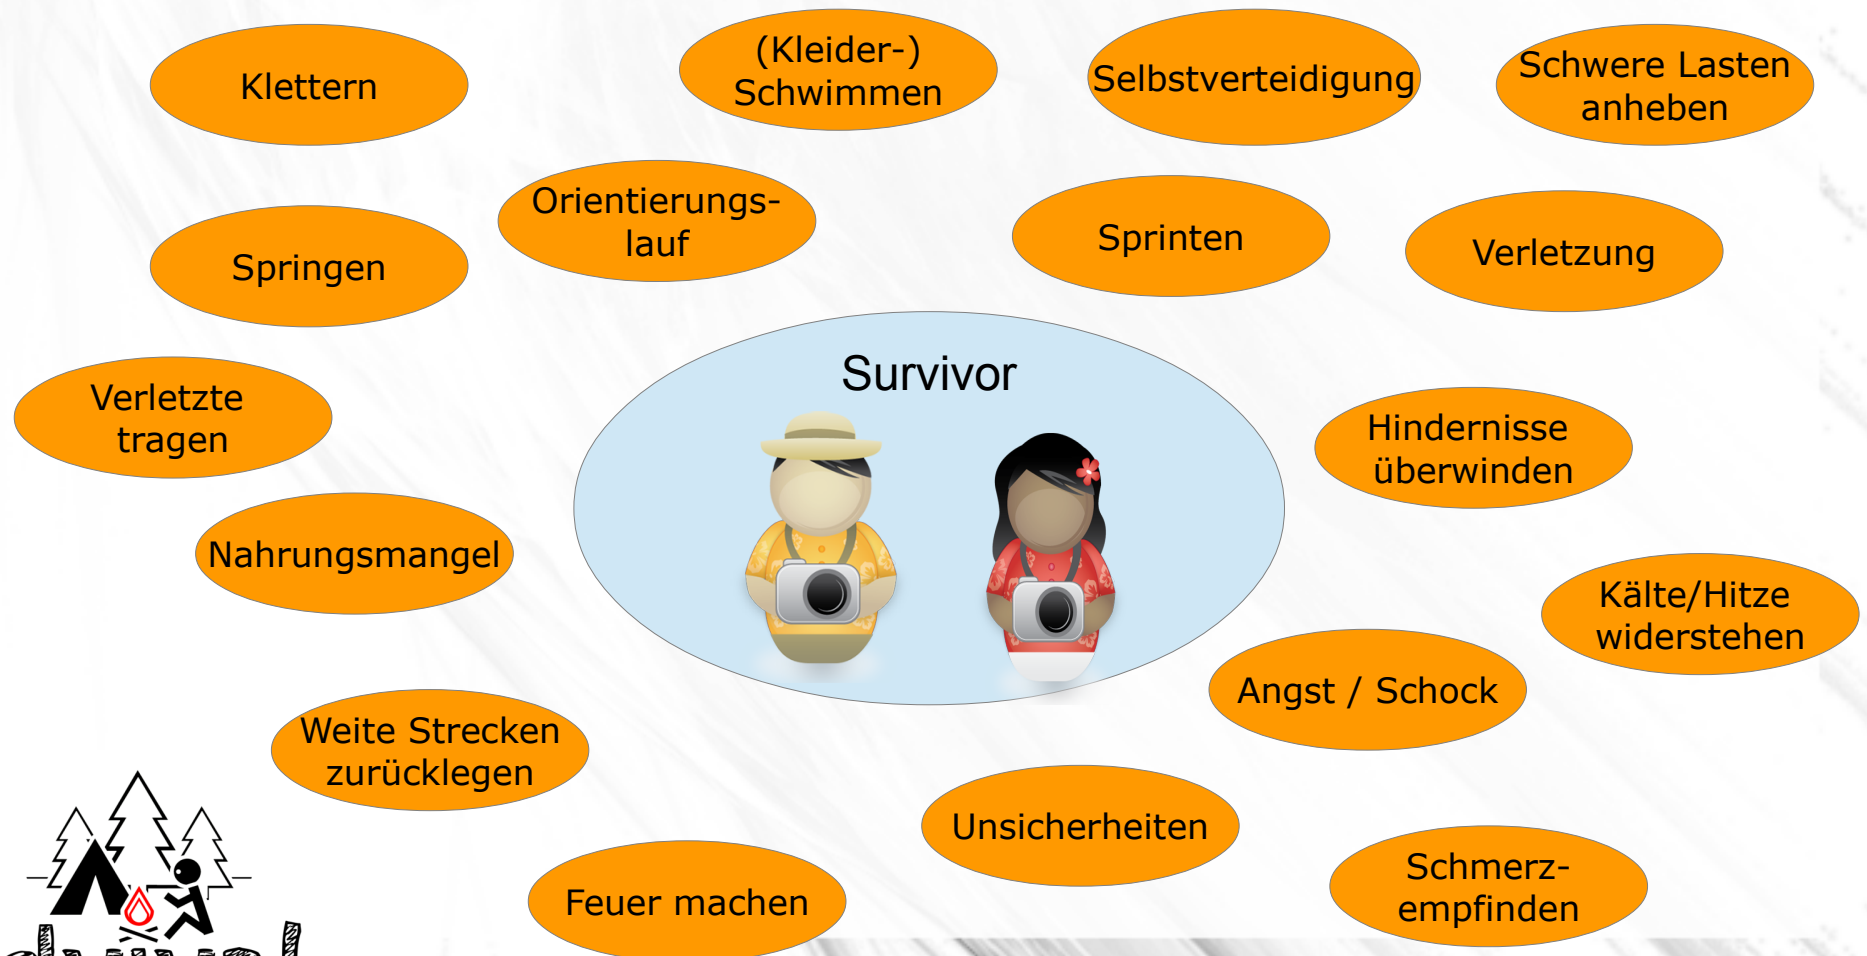 Klettern
(Kleider-)
Schwimmen
Selbstverteidigung
Schwere Lasten
anheben
Springen
Orientierungs-
lauf
Sprinten
Verletzung
Survivor
Verletzte
tragen
Hindernisse
überwinden
Nahrungsmangel
Kälte/Hitze
widerstehen
Angst / Schock
Weite Strecken
zurücklegen
Unsicherheiten
Feuer machen
Schmerz-
empfinden